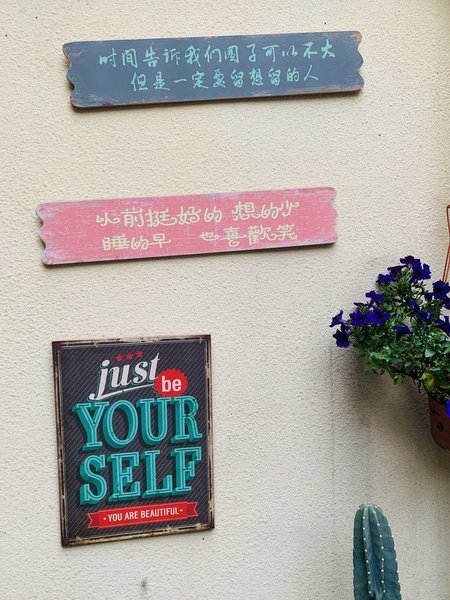 时间告诉我们圈子可以不大
但是一定要留想留的人
以前挺好的 想的少
睡的早 也喜歡笑
just
be
YOUR
SELF
YOU ARE BEAUTIFUL